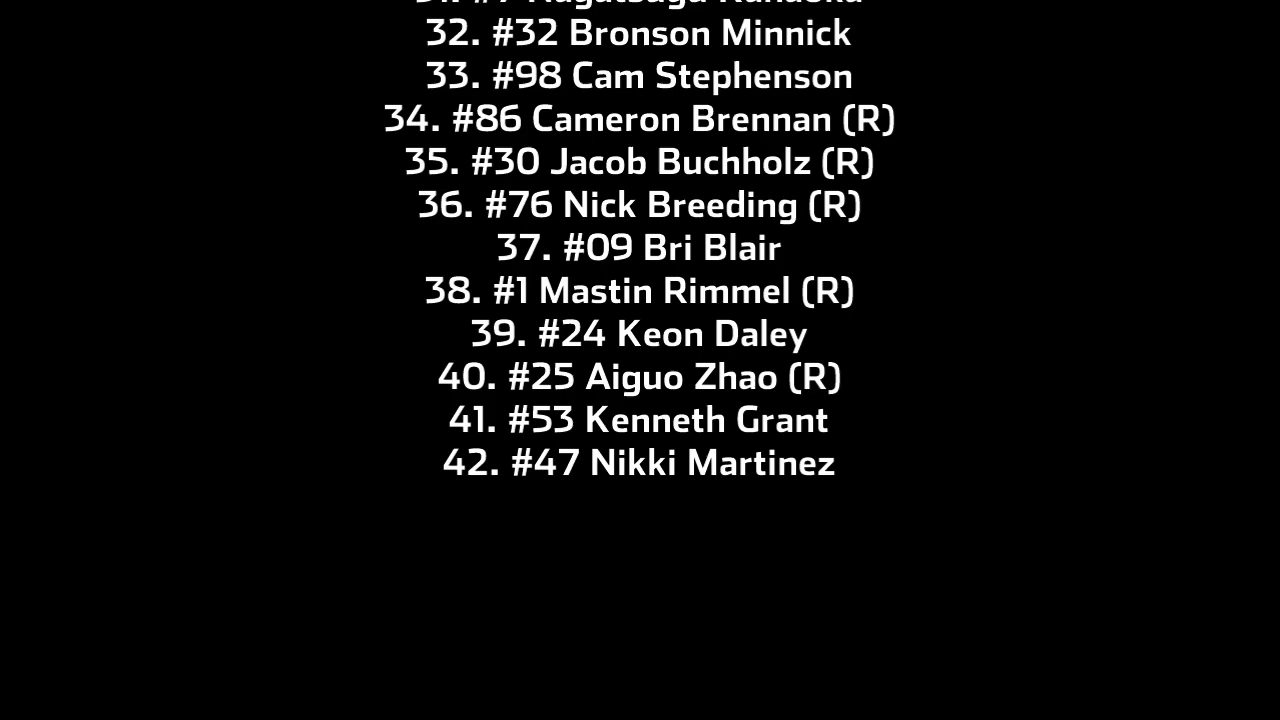 32. #32 Bronson Minnick
33. #98 Cam Stephenson
34. #86 Cameron Brennan (R)
35. #30 Jacob Buchholz (R)
36. #76 Nick Breeding (R)
37. #09 Bri Blair
38. #1 Mastin Rimmel (R)
39. #24 Keon Daley
40. #25 Aiguo Zhao (R)
41. #53 Kenneth Grant
42. #47 Nikki Martinez